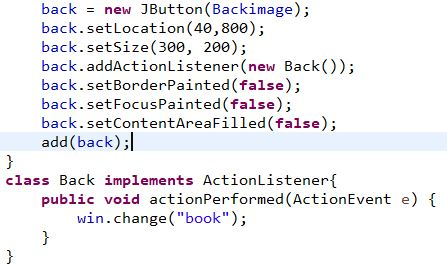 back = new JButton(Backimage);
back.setLocation(40,800);
back.setSize(300, 200);
back.addActionListener(new Back());
back.setBorderPainted(false);
back.setFocusPainted(false);
back.setContentAreaFilled(false);
add(back);
}
class Back implements ActionListener{
public void actionPerformed(ActionEvent e) {
win.change("book");
}
}